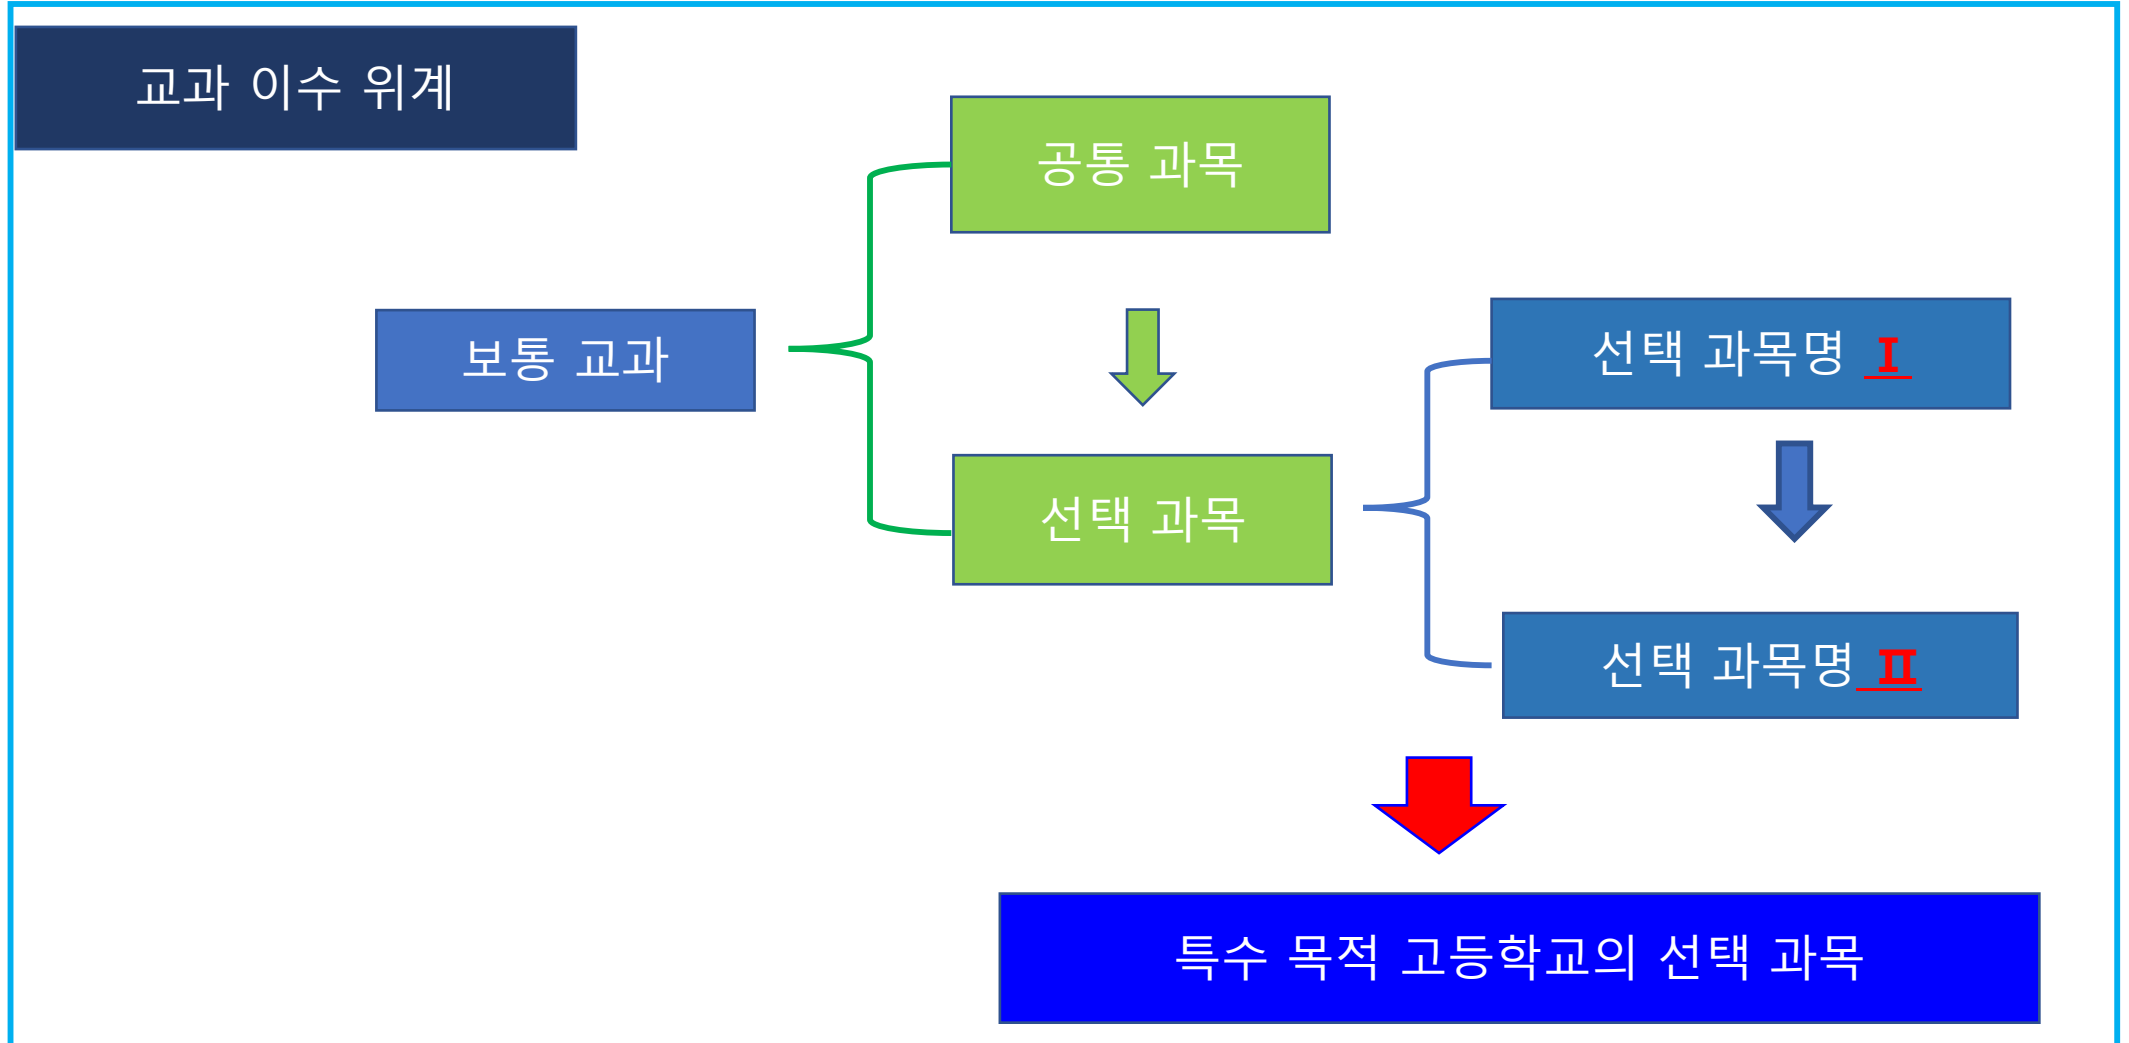 교과 이수 위계
공통 과목
보통 교과
선택 과목명 Ⅰ
선택 과목
선택 과목명 Ⅱ
특수 목적 고등학교의 선택 과목